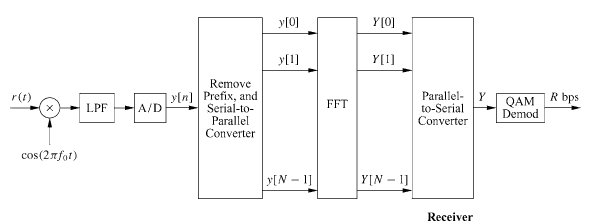 r(t)
×
cos(2πf₀t)
LPF
A/D
y[n]
Remove
Prefix, and
Serial-to-
Parallel
Converter
y[0]
y[1]
y[N − 1]
FFT
Y[0]
Y[1]
Y[N − 1]
Parallel-
to-Serial
Converter
Y
QAM
Demod
R bps
Receiver